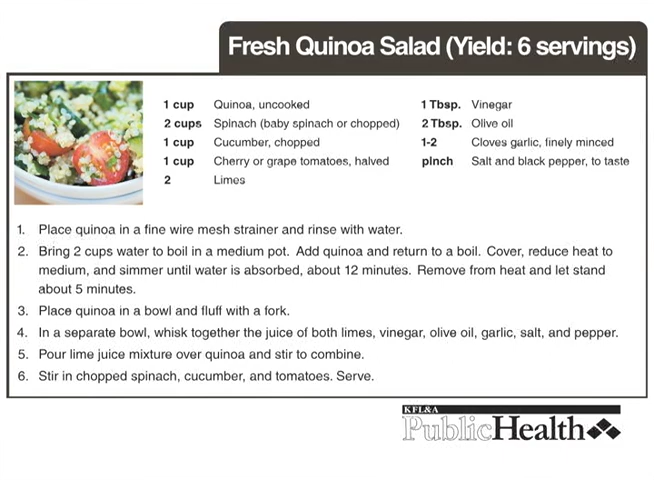 Fresh Quinoa Salad (Yield: 6 servings)
1 cup Quinoa, uncooked
2 cups Spinach (baby spinach or chopped)
1 cup Cucumber, chopped
1 cup Cherry or grape tomatoes, halved
2 Limes
1 Tbsp. Vinegar
2 Tbsp. Olive oil
1-2 Cloves garlic, finely minced
pinch Salt and black pepper, to taste
1. Place quinoa in a fine wire mesh strainer and rinse with water.
2. Bring 2 cups water to boil in a medium pot. Add quinoa and return to a boil. Cover, reduce heat to
medium, and simmer until water is absorbed, about 12 minutes. Remove from heat and let stand
about 5 minutes.
3. Place quinoa in a bowl and fluff with a fork.
4. In a separate bowl, whisk together the juice of both limes, vinegar, olive oil, garlic, salt, and pepper.
5. Pour lime juice mixture over quinoa and stir to combine.
6. Stir in chopped spinach, cucumber, and tomatoes. Serve.
KFL&A
PublicHealth